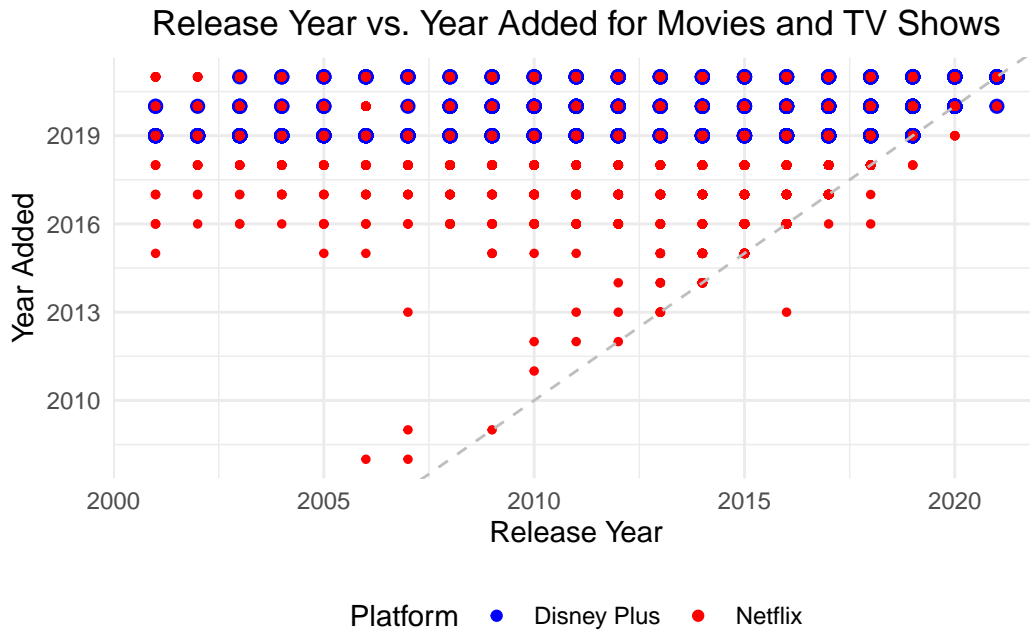 Release Year vs. Year Added for Movies and TV Shows
Year Added
2019
2016
2013
2010
2000 2005 2010 2015 2020
Release Year
Platform Disney Plus Netflix